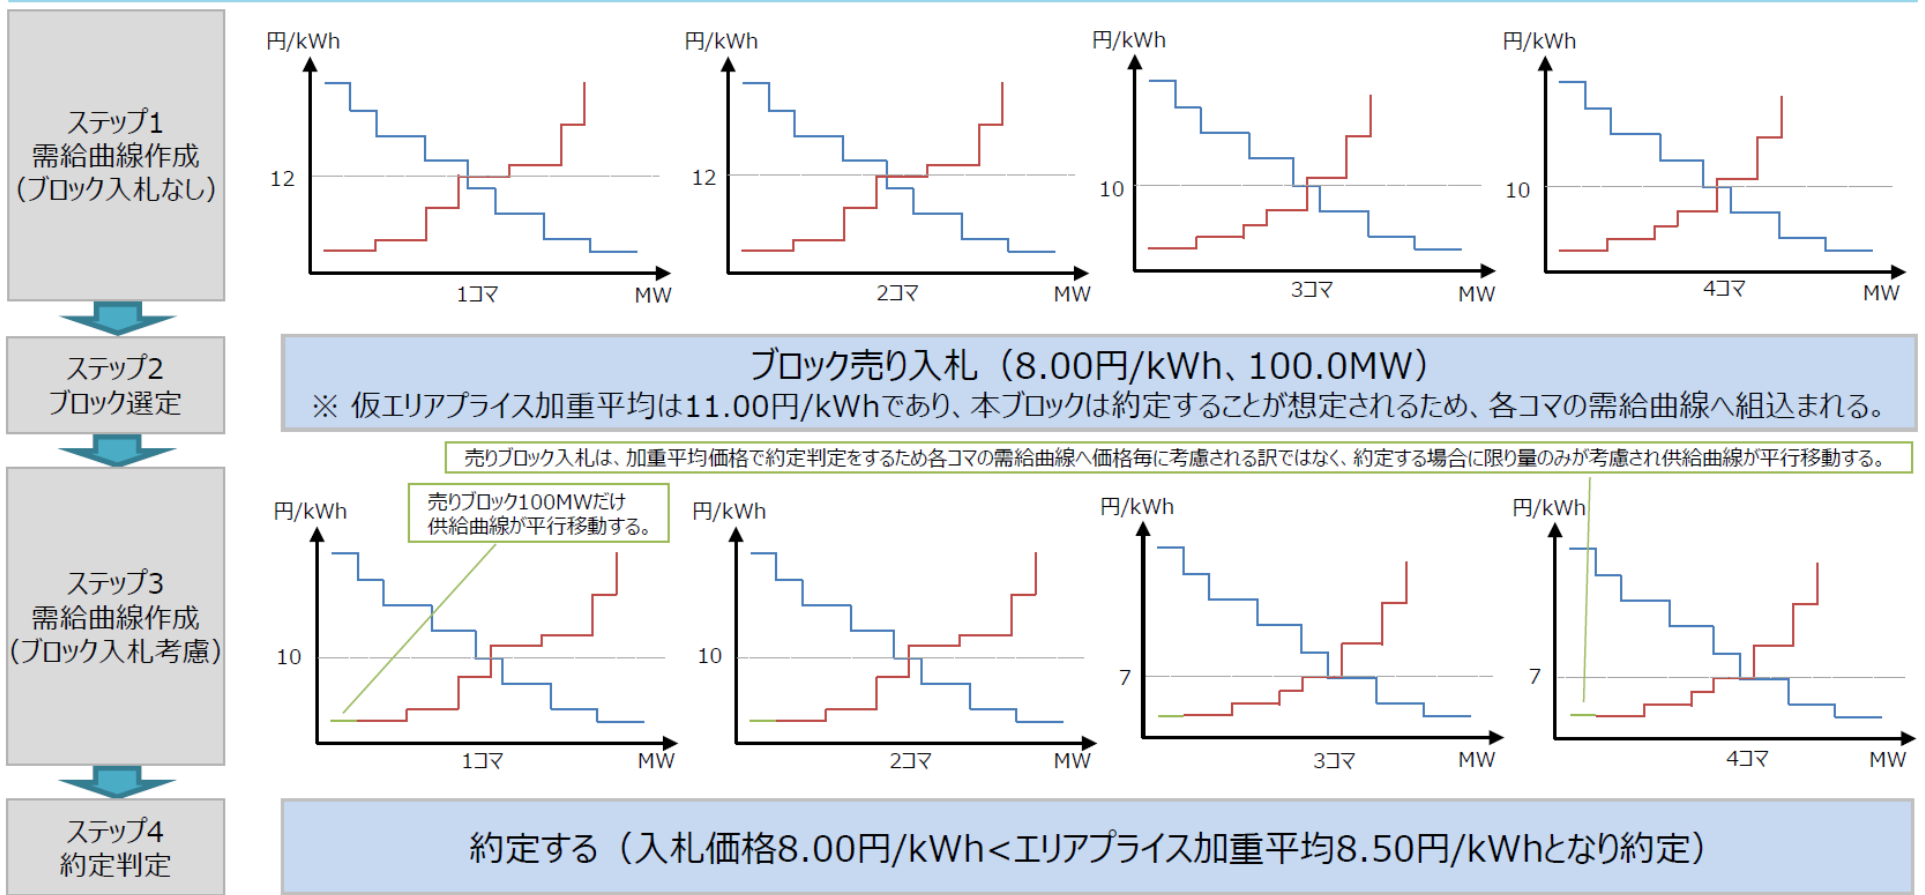 ステップ1
需給曲線作成
(ブロック入札なし)
円/kWh
12
1コマ
MW
円/kWh
12
2コマ
MW
円/kWh
10
3コマ
MW
円/kWh
10
4コマ
MW
ステップ2
ブロック選定
ブロック売り入札（8.00円/kWh、100.0MW）
※ 仮エリアプライス加重平均は11.00円/kWhであり、本ブロックは約定することが想定されるため、各コマの需給曲線へ組込まれる。
ステップ3
需給曲線作成
(ブロック入札考慮)
売りブロック入札は、加重平均価格で約定判定をするため各コマの需給曲線へ価格毎に考慮される訳ではなく、約定する場合に限り量のみが考慮され供給曲線が平行移動する。
売りブロック100MWだけ
供給曲線が平行移動する。
円/kWh
10
1コマ
MW
円/kWh
10
2コマ
MW
円/kWh
7
3コマ
MW
円/kWh
7
4コマ
MW
ステップ4
約定判定
約定する（入札価格8.00円/kWh<エリアプライス加重平均8.50円/kWhとなり約定）